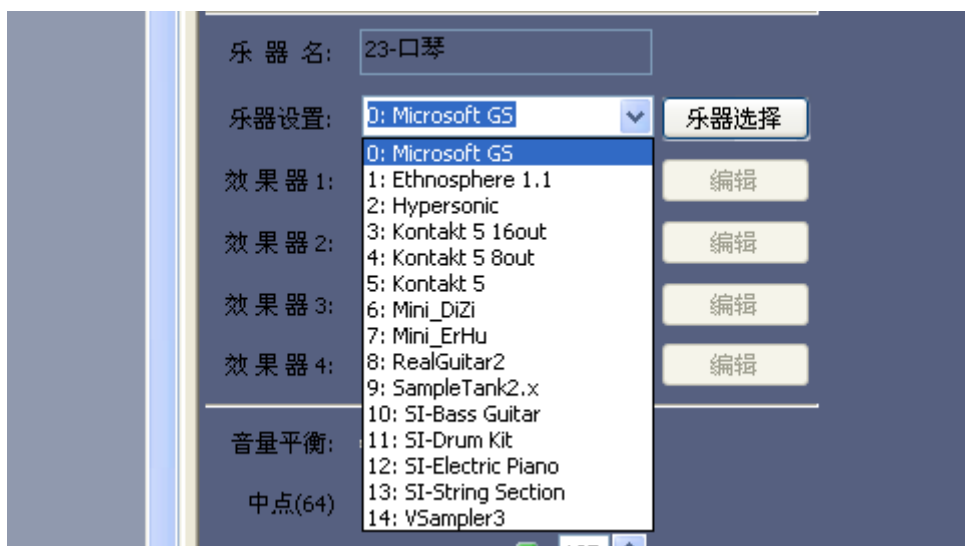 乐 器 名: 23-口琴
乐器设置: 0: Microsoft GS 乐器选择
0: Microsoft GS
效 果 器 1: 1: Ethnosphere 1.1 编辑
2: Hypersonic
3: Kontakt 5 16out
效 果 器 2: 4: Kontakt 5 8out 编辑
5: Kontakt 5
效 果 器 3: 6: Mini_DiZi 编辑
7: Mini_ErHu
效 果 器 4: 8: RealGuitar2 编辑
9: SampleTank2.x
10: SI-Bass Guitar
音量平衡: 11: SI-Drum Kit
12: SI-Electric Piano
中点(64) 13: SI-String Section
14: VSampler3